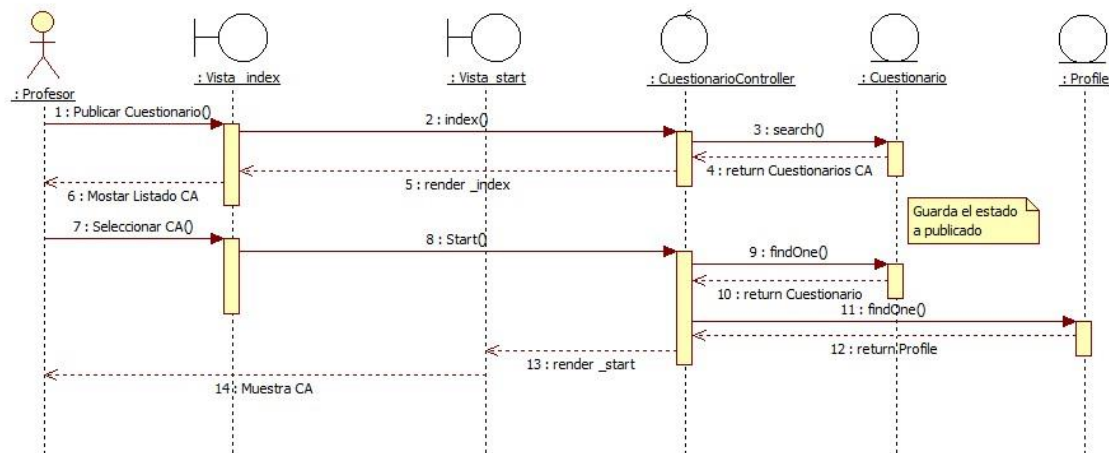 : Profesor
: Vista _index
: Vista_start
: CuestionarioController
: Cuestionario
: Profile
1 : Publicar Cuestionario()
2 : index()
3 : search()
4 : return Cuestionarios CA
5 : render _index
6 : Mostar Listado CA
Guarda el estado
a publicado
7 : Seleccionar CA()
8 : Start()
9 : findOne()
10 : return Cuestionario
11 : findOne()
12 : return Profile
13 : render _start
14 : Muestra CA